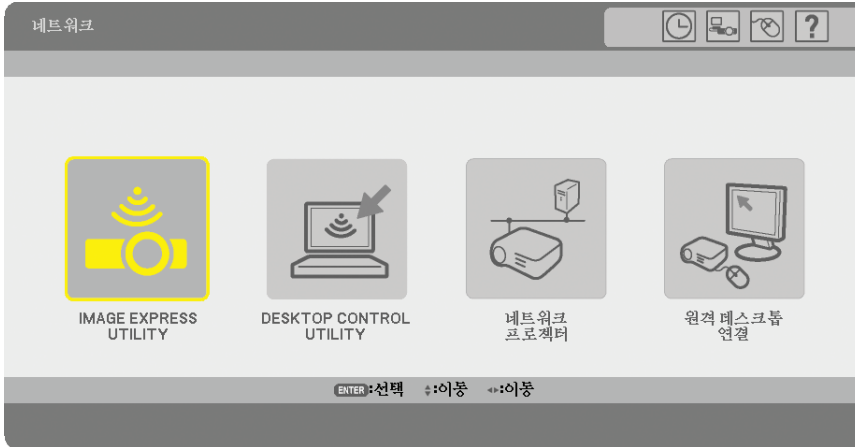 네트워크
?
IMAGE EXPRESS
UTILITY
DESKTOP CONTROL
UTILITY
네트워크
프로젝터
원격 데스크톱
연결
ENTER:선택 :이동 :이동